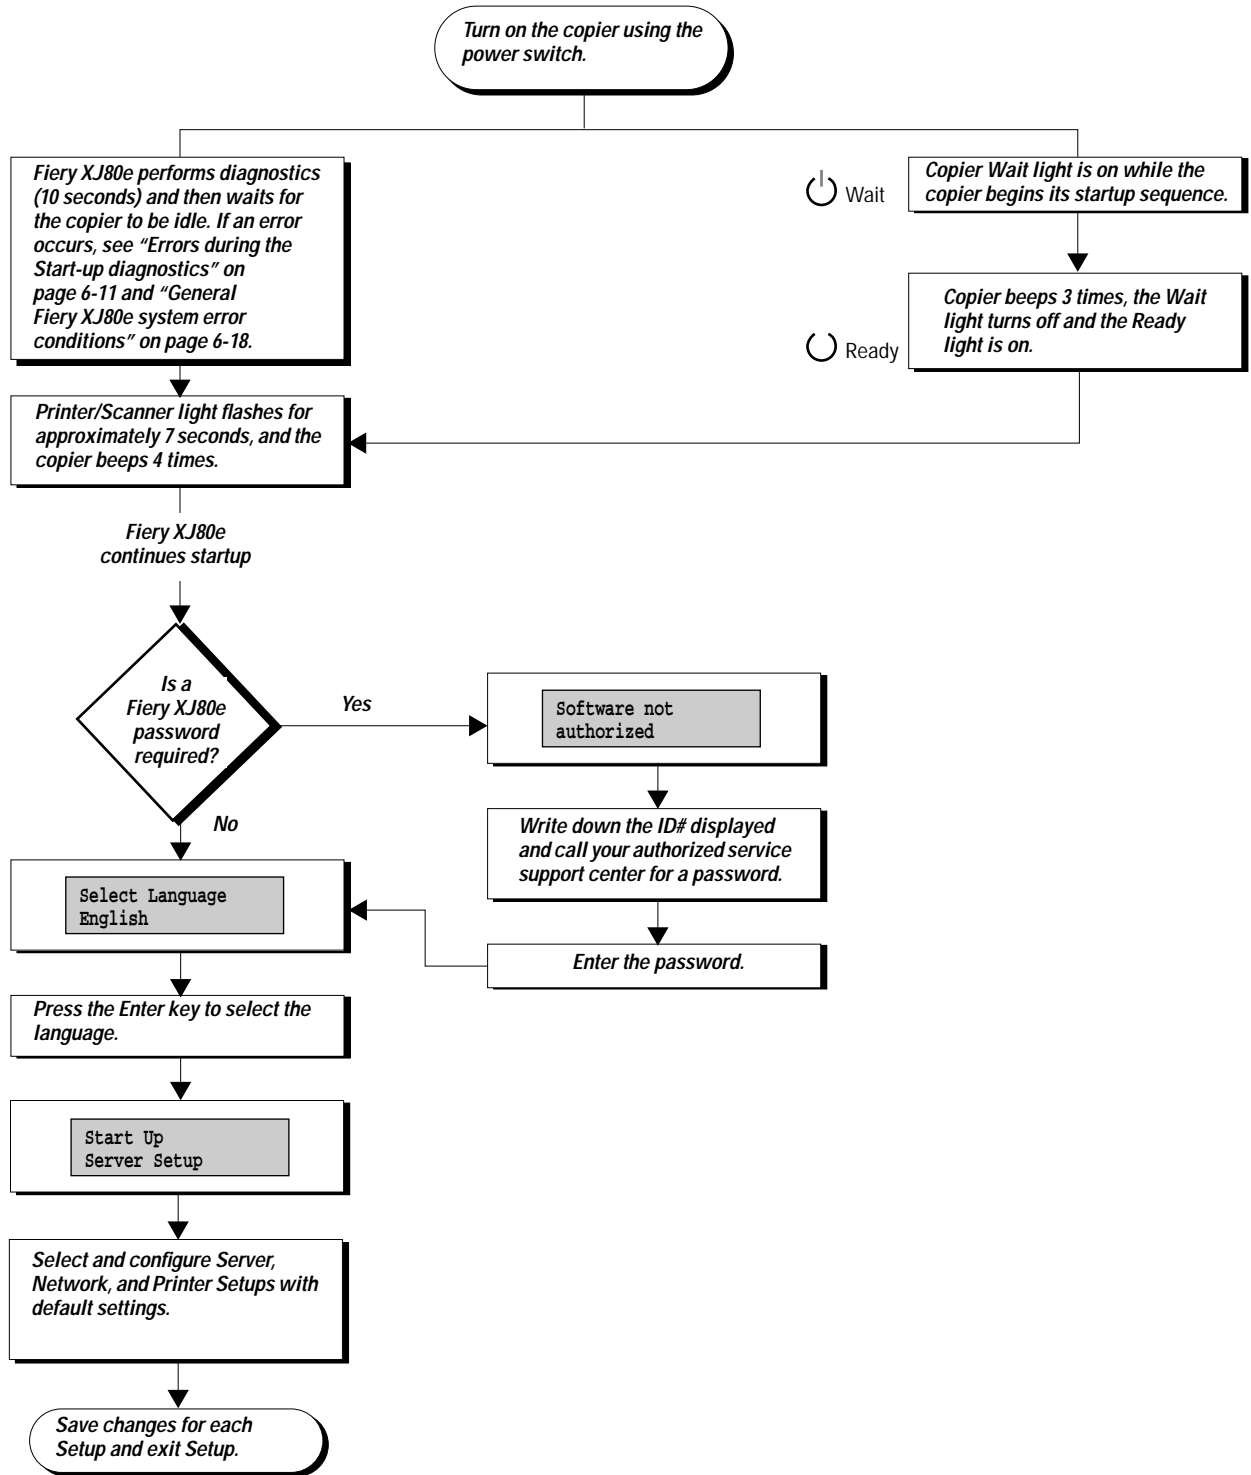 Turn on the copier using the
power switch.
Fiery XJ80e performs diagnostics
(10 seconds) and then waits for
the copier to be idle. If an error
occurs, see “Errors during the
Start-up diagnostics” on
page 6-11 and “General
Fiery XJ80e system error
conditions” on page 6-18.
Wait
Copier Wait light is on while the
copier begins its startup sequence.
Ready
Copier beeps 3 times, the Wait
light turns off and the Ready
light is on.
Printer/Scanner light flashes for
approximately 7 seconds, and the
copier beeps 4 times.
Fiery XJ80e
continues startup
Is a
Fiery XJ80e
password
required?
Yes
Software not
authorized
Write down the ID# displayed
and call your authorized service
support center for a password.
Enter the password.
No
Select Language
English
Press the Enter key to select the
language.
Start Up
Server Setup
Select and configure Server,
Network, and Printer Setups with
default settings.
Save changes for each
Setup and exit Setup.